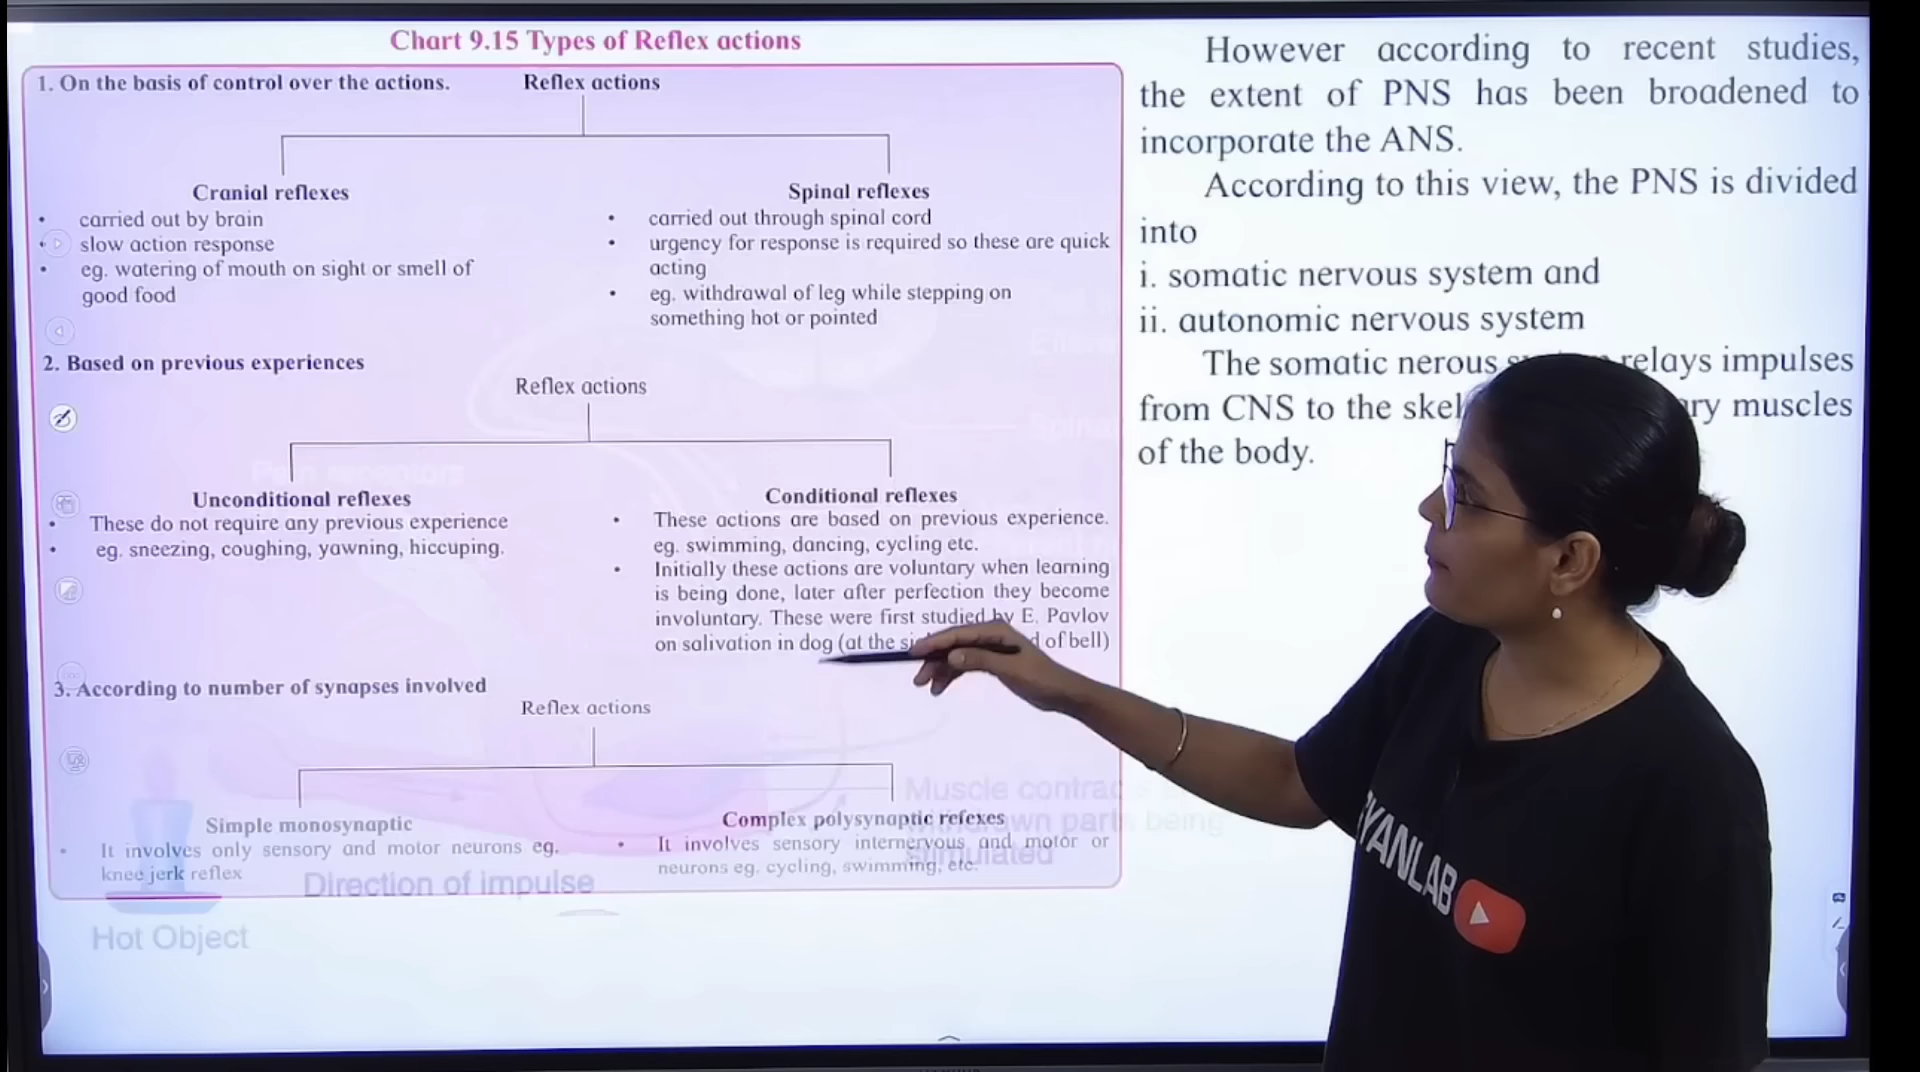 Chart 9.15 Types of Reflex actions
1. On the basis of control over the actions.
Reflex actions
Cranial reflexes
• carried out by brain
• slow action response
• eg. watering of mouth on sight or smell of
good food
Spinal reflexes
• carried out through spinal cord
• urgency for response is required so these are quick
acting
• eg. withdrawal of leg while stepping on
something hot or pointed
2. Based on previous experiences
Reflex actions
Unconditional reflexes
• These do not require any previous experience
• eg. sneezing, coughing, yawning, hiccuping.
Conditional reflexes
• These actions are based on previous experience.
eg. swimming, dancing, cycling etc.
• Initially these actions are voluntary when learning
is being done, later after perfection they become
involuntary. These were first studied by E. Pavlov
on salivation in dog (at the of bell)
3. According to number of synapses involved
Reflex actions
Simple monosynaptic
• It involves only sensory and motor neurons eg.
knee jerk reflex
Complex polysynaptic refexes
• It involves sensory internervous and motor or
neurons eg. cycling, swimming, etc.
Pain receptors
Muscle contrac
parts being
Direction of impulse
Hot Object
However according to recent studies,
the extent of PNS has been broadened to
incorporate the ANS.
According to this view, the PNS is divided
into
i. somatic nervous system and
ii. autonomic nervous system
The somatic nerous relays impulses
from CNS to the muscles
of the body.
YANLAB